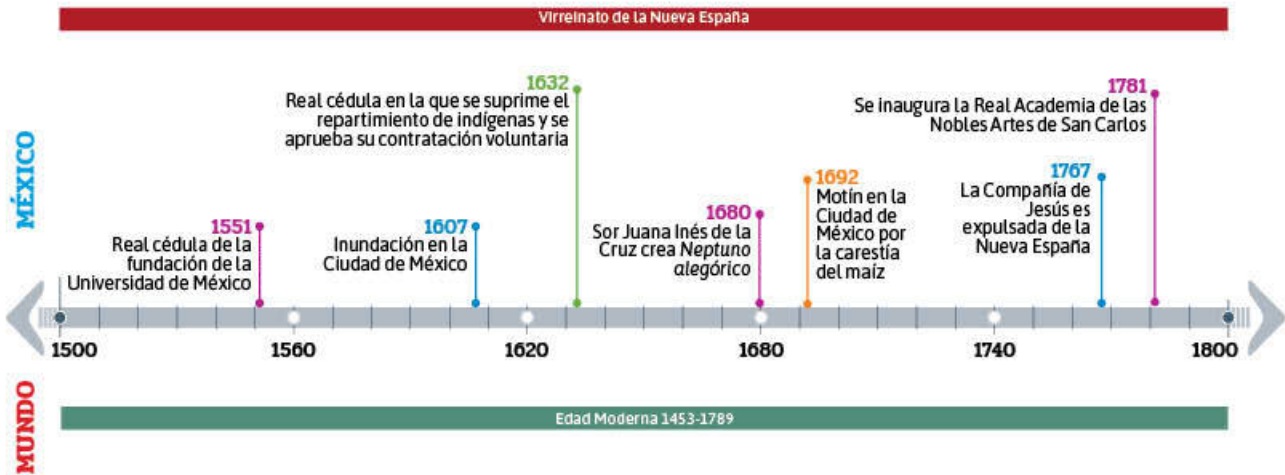 Virreinato de la Nueva España
MÉXICO
1551
Real cédula de la
fundación de la
Universidad de México
1607
Inundación en la
Ciudad de México
1632
Real cédula en la que se suprime el
repartimiento de indígenas y se
aprueba su contratación voluntaria
1680
Sor Juana Inés de la
Cruz crea Neptuno
alegórico
1692
Motín en la
Ciudad de
México por
la carestía
del maíz
1767
La Compañía de
Jesús es
expulsada de la
Nueva España
1781
Se inaugura la Real Academia de las
Nobles Artes de San Carlos
1500
1560
1620
1680
1740
1800
MUNDO
Edad Moderna 1453-1789